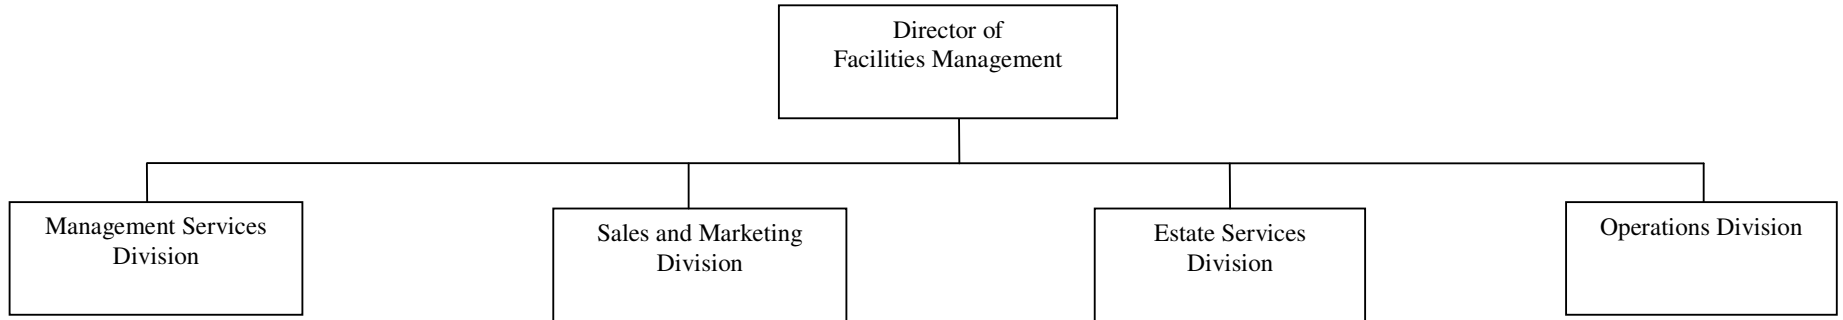 Director of
Facilities Management
Management Services
Division
Sales and Marketing
Division
Estate Services
Division
Operations Division